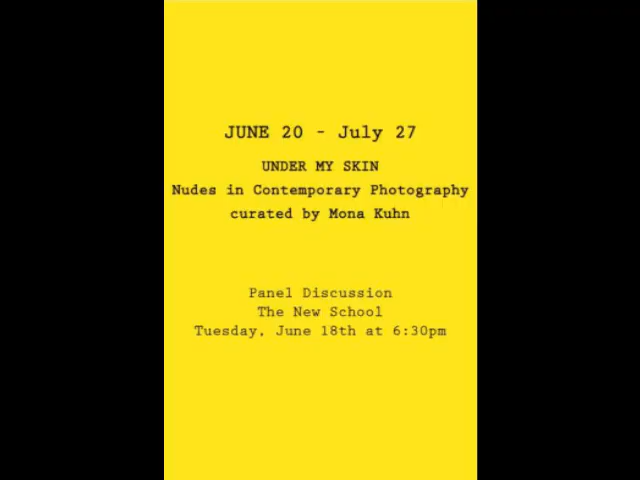 JUNE 20 - July 27
UNDER MY SKIN
Nudes in Contemporary Photography
curated by Mona Kuhn
Panel Discussion
The New School
Tuesday, June 18th at 6:30pm